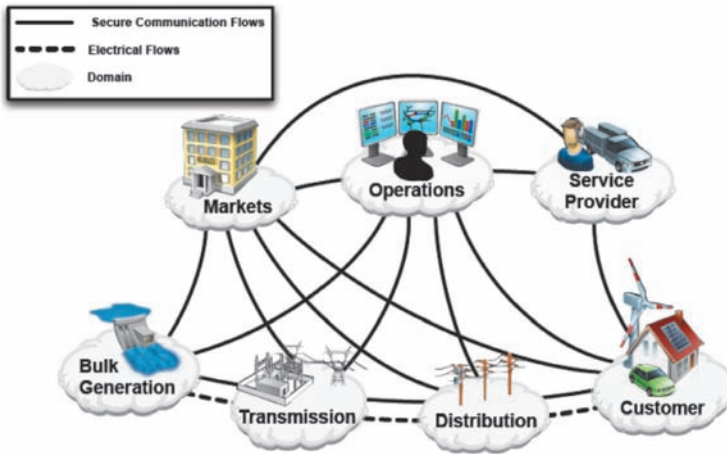 Secure Communication Flows
Electrical Flows
Domain
Markets
Operations
Service
Provider
Bulk
Generation
Transmission
Distribution
Customer